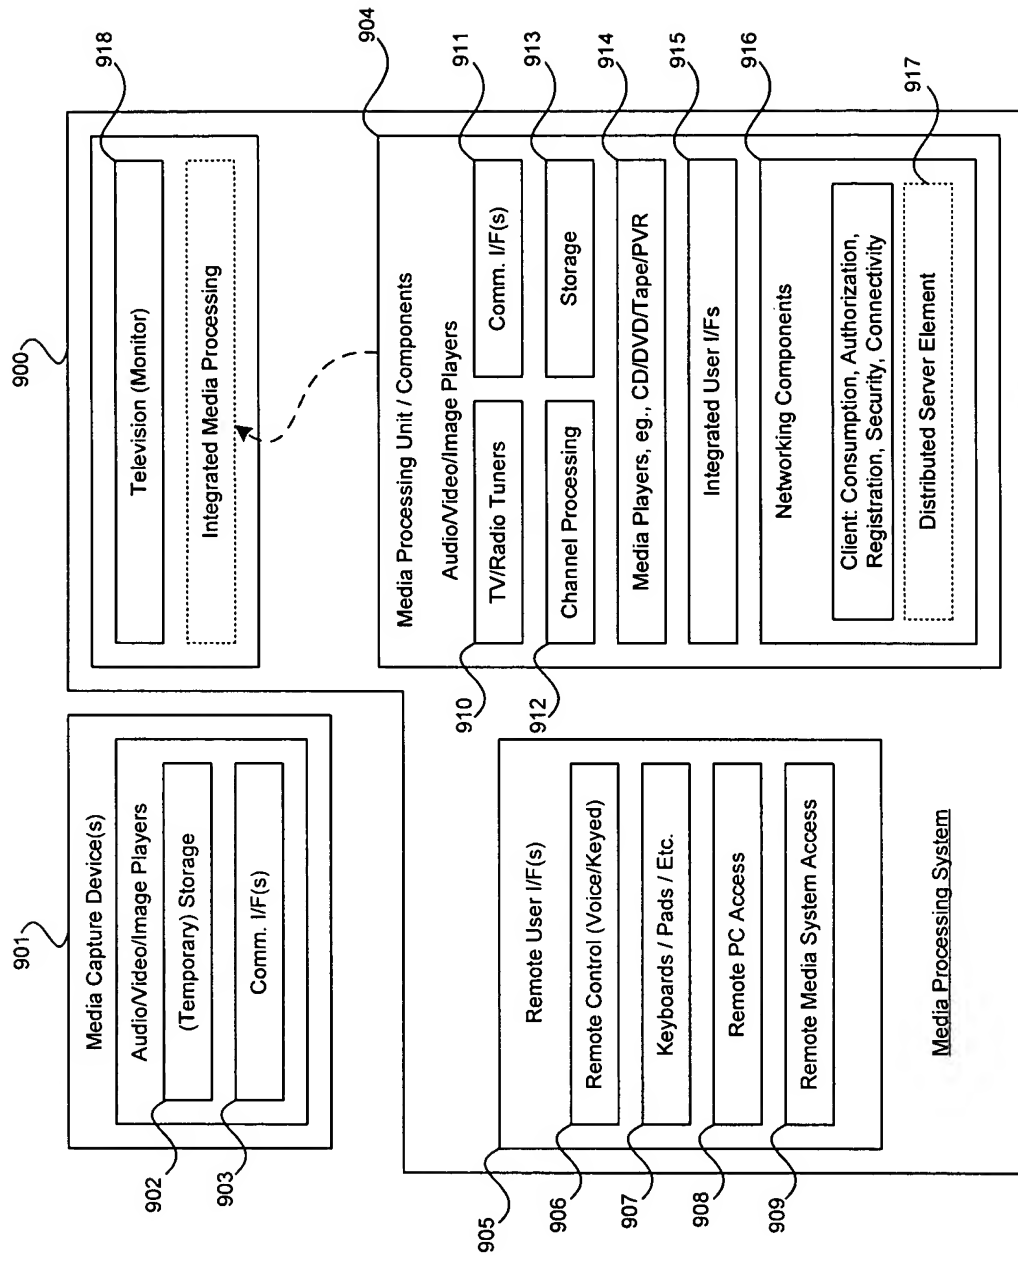 900
901
Media Capture Device(s)
Audio/Video/Image Players
(Temporary) Storage
902
Comm. I/F(s)
903
Television (Monitor)
918
Integrated Media Processing
904
Media Processing Unit / Components
Audio/Video/Image Players
TV/Radio Tuners
910
Comm. I/F(s)
911
Channel Processing
912
Storage
913
Media Players, eg., CD/DVD/Tape/PVR
914
Integrated User I/Fs
915
Networking Components
916
Client: Consumption, Authorization,
Registration, Security, Connectivity
Distributed Server Element
917
905
Remote User I/F(s)
Remote Control (Voice/Keyed)
906
Keyboards / Pads / Etc.
907
Remote PC Access
908
Remote Media System Access
909
Media Processing System